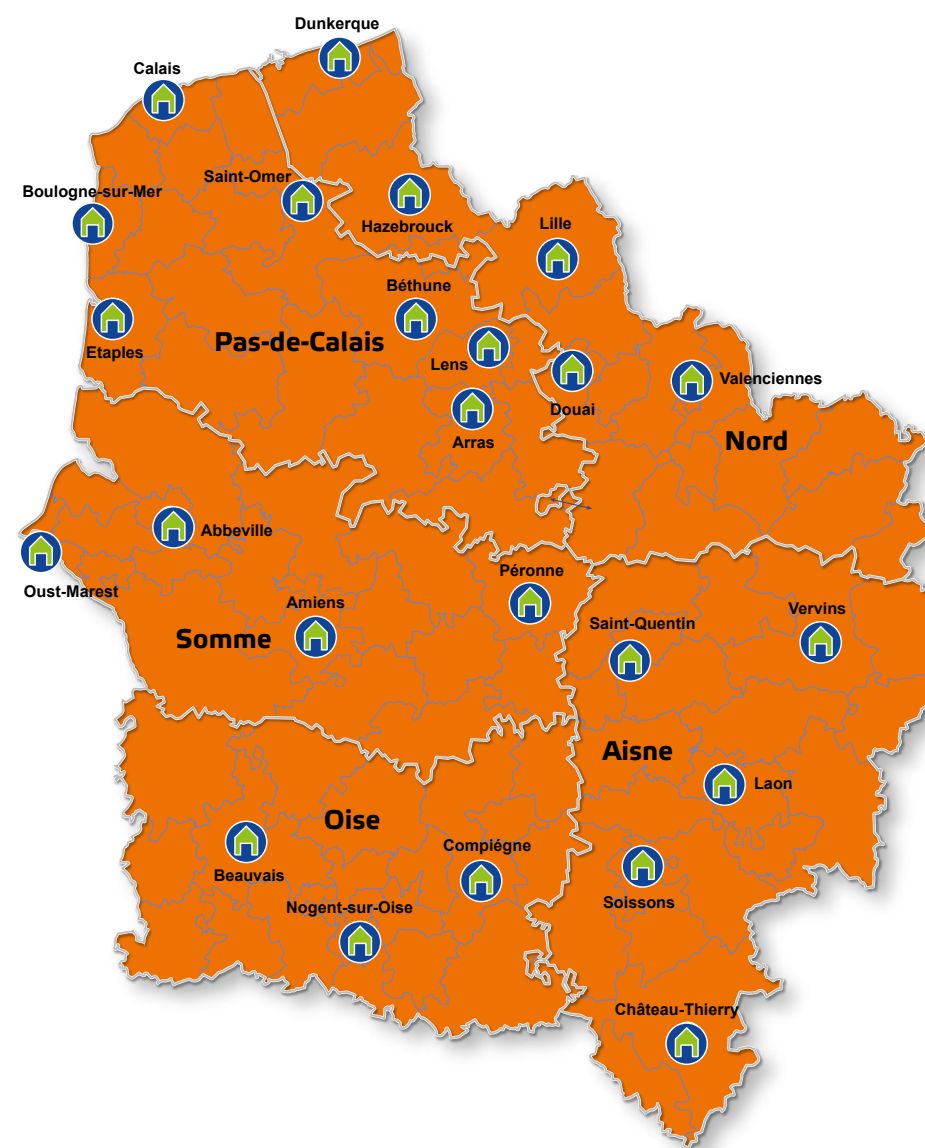 Dunkerque
Calais
Saint-Omer
Boulogne-sur-Mer
Hazebrouck
Lille
Béthune
Pas-de-Calais
Etaples
Lens
Valenciennes
Douai
Arras
Nord
Abbeville
Oust-Marest
Péronne
Amiens
Vervins
Saint-Quentin
Somme
Aisne
Laon
Oise
Compiégne
Beauvais
Soissons
Nogent-sur-Oise
Château-Thierry